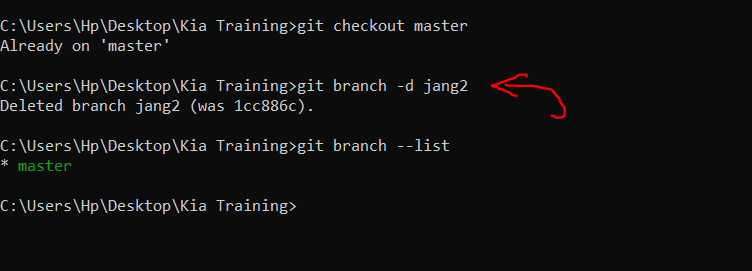 C:\Users\Hp\Desktop\Kia Training>git checkout master
Already on 'master'
C:\Users\Hp\Desktop\Kia Training>git branch -d jang2
Deleted branch jang2 (was 1cc886c).
C:\Users\Hp\Desktop\Kia Training>git branch --list
* master
C:\Users\Hp\Desktop\Kia Training>